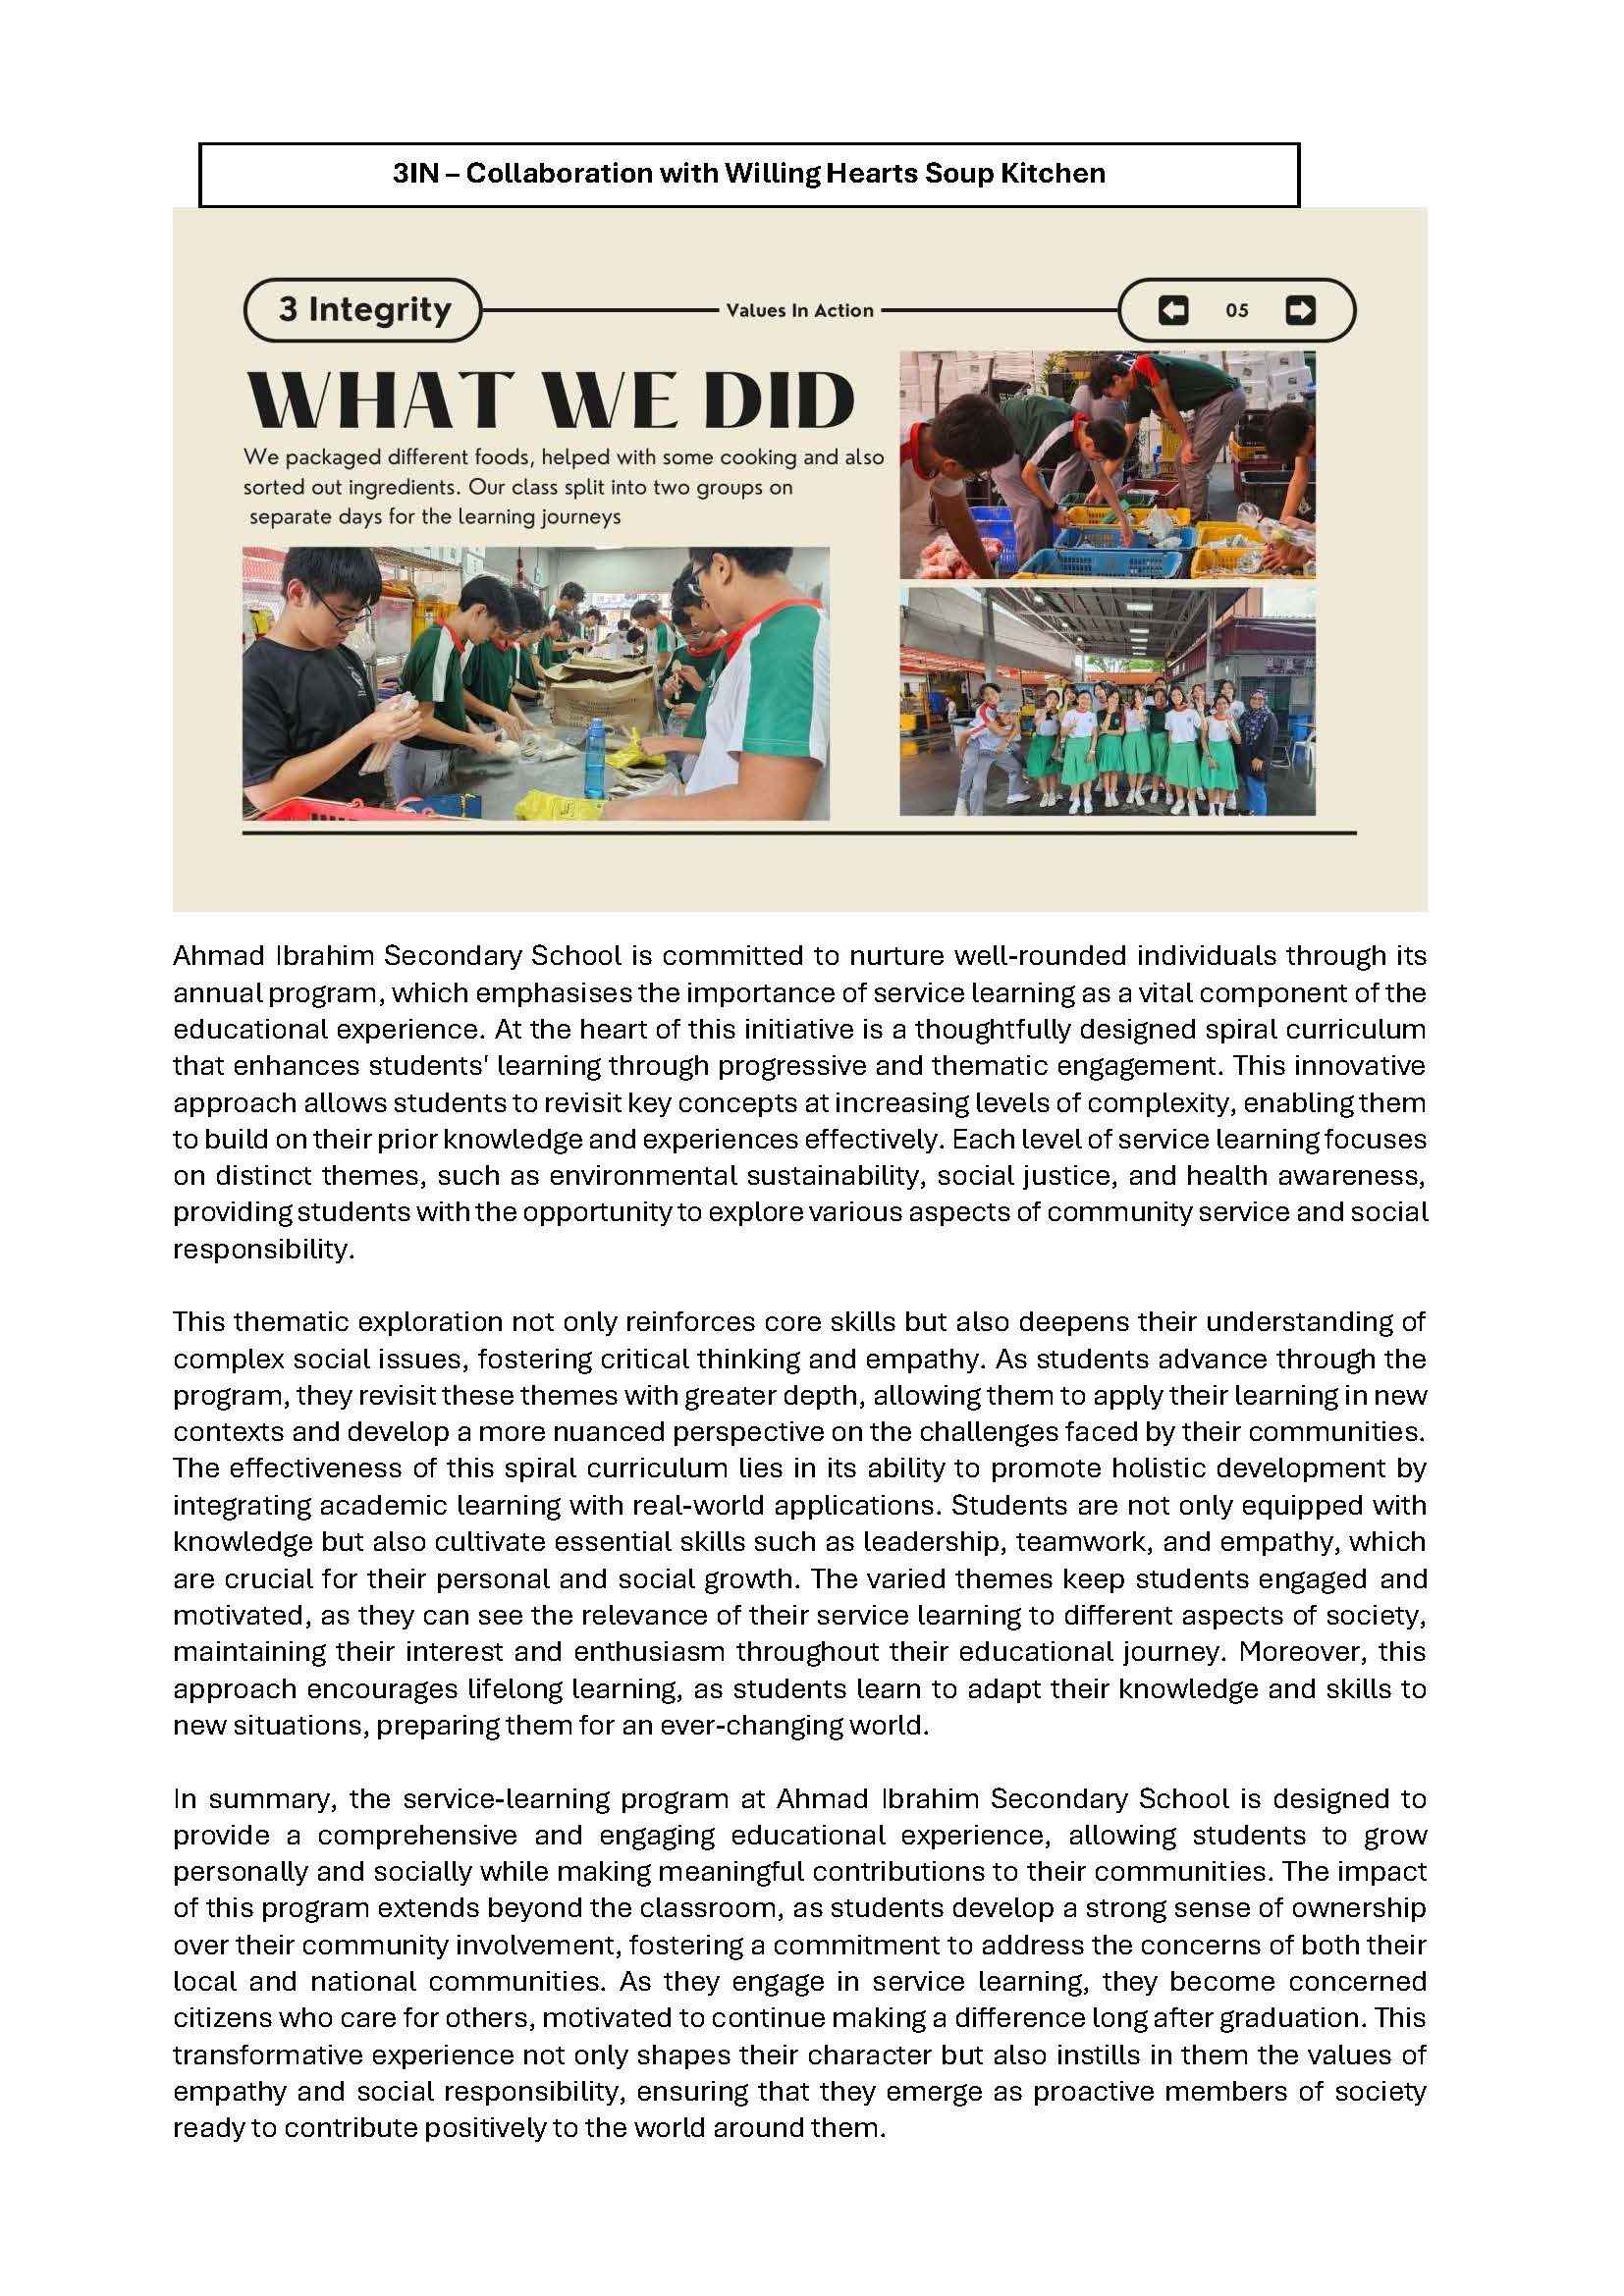 3IN – Collaboration with Willing Hearts Soup Kitchen
3 Integrity
Values In Action
05
WHAT WE DID
We packaged different foods, helped with some cooking and also
sorted out ingredients. Our class split into two groups on
separate days for the learning journeys
Ahmad Ibrahim Secondary School is committed to nurture well-rounded individuals through its
annual program, which emphasises the importance of service learning as a vital component of the
educational experience. At the heart of this initiative is a thoughtfully designed spiral curriculum
that enhances students' learning through progressive and thematic engagement. This innovative
approach allows students to revisit key concepts at increasing levels of complexity, enabling them
to build on their prior knowledge and experiences effectively. Each level of service learning focuses
on distinct themes, such as environmental sustainability, social justice, and health awareness,
providing students with the opportunity to explore various aspects of community service and social
responsibility.
This thematic exploration not only reinforces core skills but also deepens their understanding of
complex social issues, fostering critical thinking and empathy. As students advance through the
program, they revisit these themes with greater depth, allowing them to apply their learning in new
contexts and develop a more nuanced perspective on the challenges faced by their communities.
The effectiveness of this spiral curriculum lies in its ability to promote holistic development by
integrating academic learning with real-world applications. Students are not only equipped with
knowledge but also cultivate essential skills such as leadership, teamwork, and empathy, which
are crucial for their personal and social growth. The varied themes keep students engaged and
motivated, as they can see the relevance of their service learning to different aspects of society,
maintaining their interest and enthusiasm throughout their educational journey. Moreover, this
approach encourages lifelong learning, as students learn to adapt their knowledge and skills to
new situations, preparing them for an ever-changing world.
In summary, the service-learning program at Ahmad Ibrahim Secondary School is designed to
provide a comprehensive and engaging educational experience, allowing students to grow
personally and socially while making meaningful contributions to their communities. The impact
of this program extends beyond the classroom, as students develop a strong sense of ownership
over their community involvement, fostering a commitment to address the concerns of both their
local and national communities. As they engage in service learning, they become concerned
citizens who care for others, motivated to continue making a difference long after graduation. This
transformative experience not only shapes their character but also instills in them the values of
empathy and social responsibility, ensuring that they emerge as proactive members of society
ready to contribute positively to the world around them.